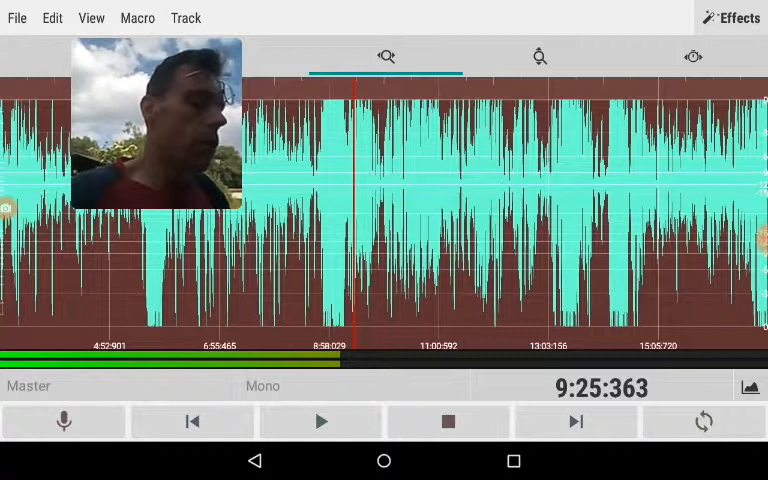 File Edit View Macro Track Effects
4:52:901 6:55:465 8:58:029 11:00:592 13:03:156 15:05:720
Master Mono 9:25:363